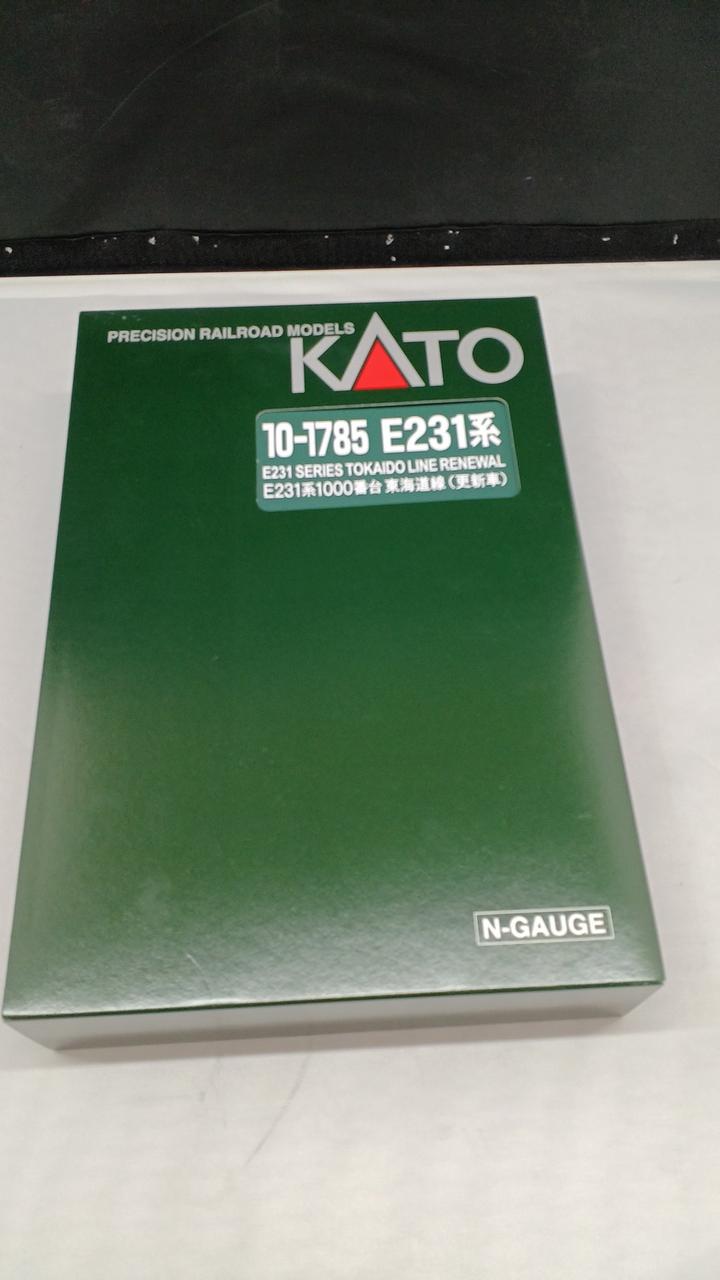 PRECISION RAILROAD MODELS
KATO
10-1785 E231系
E231 SERIES TOKAIDO LINE RENEWAL
E231系1000番台 東海道線(更新車)
N-GAUGE